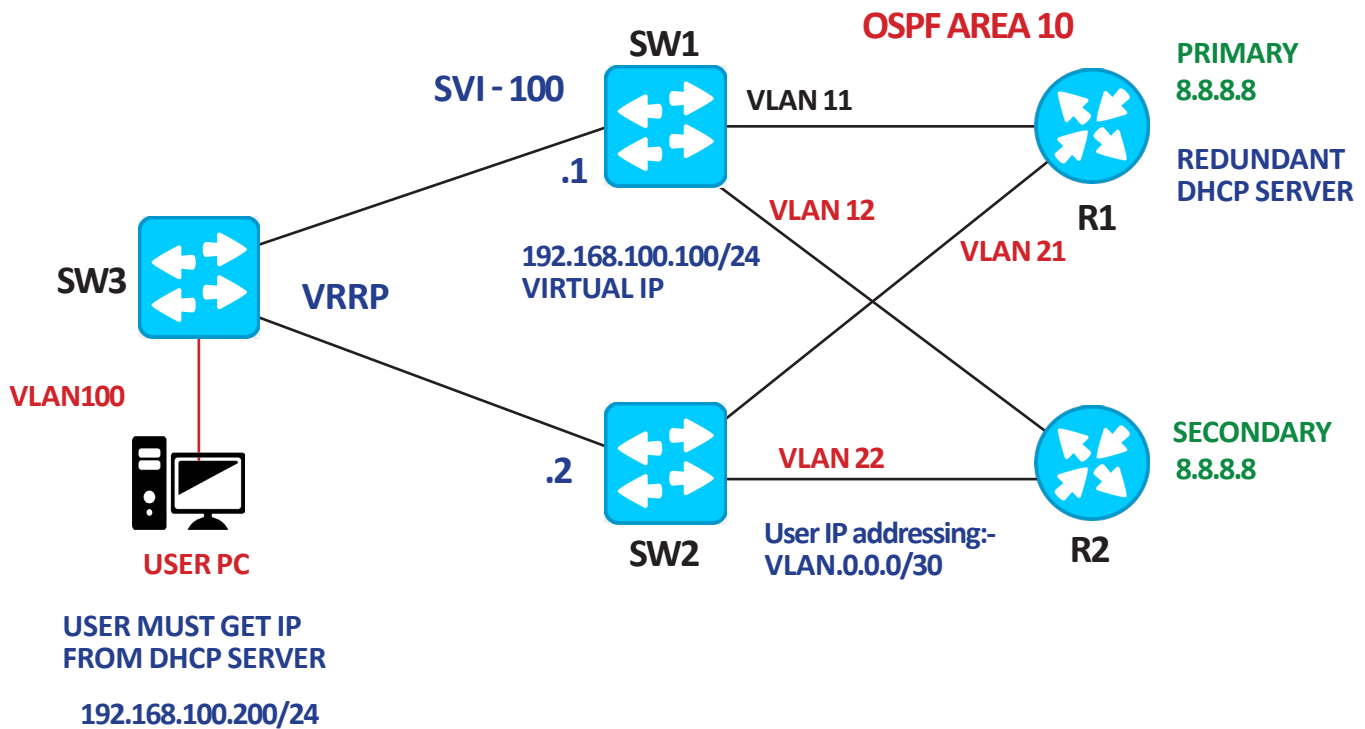 OSPF AREA 10
SW1
PRIMARY
8.8.8.8
SVI - 100
VLAN 11
.1
REDUNDANT
DHCP SERVER
VLAN 12
R1
192.168.100.100/24
VIRTUAL IP
VLAN 21
SW3
VRRP
VLAN100
SECONDARY
8.8.8.8
.2
VLAN 22
SW2
User IP addressing:-
VLAN.0.0.0/30
R2
USER PC
USER MUST GET IP
FROM DHCP SERVER
192.168.100.200/24